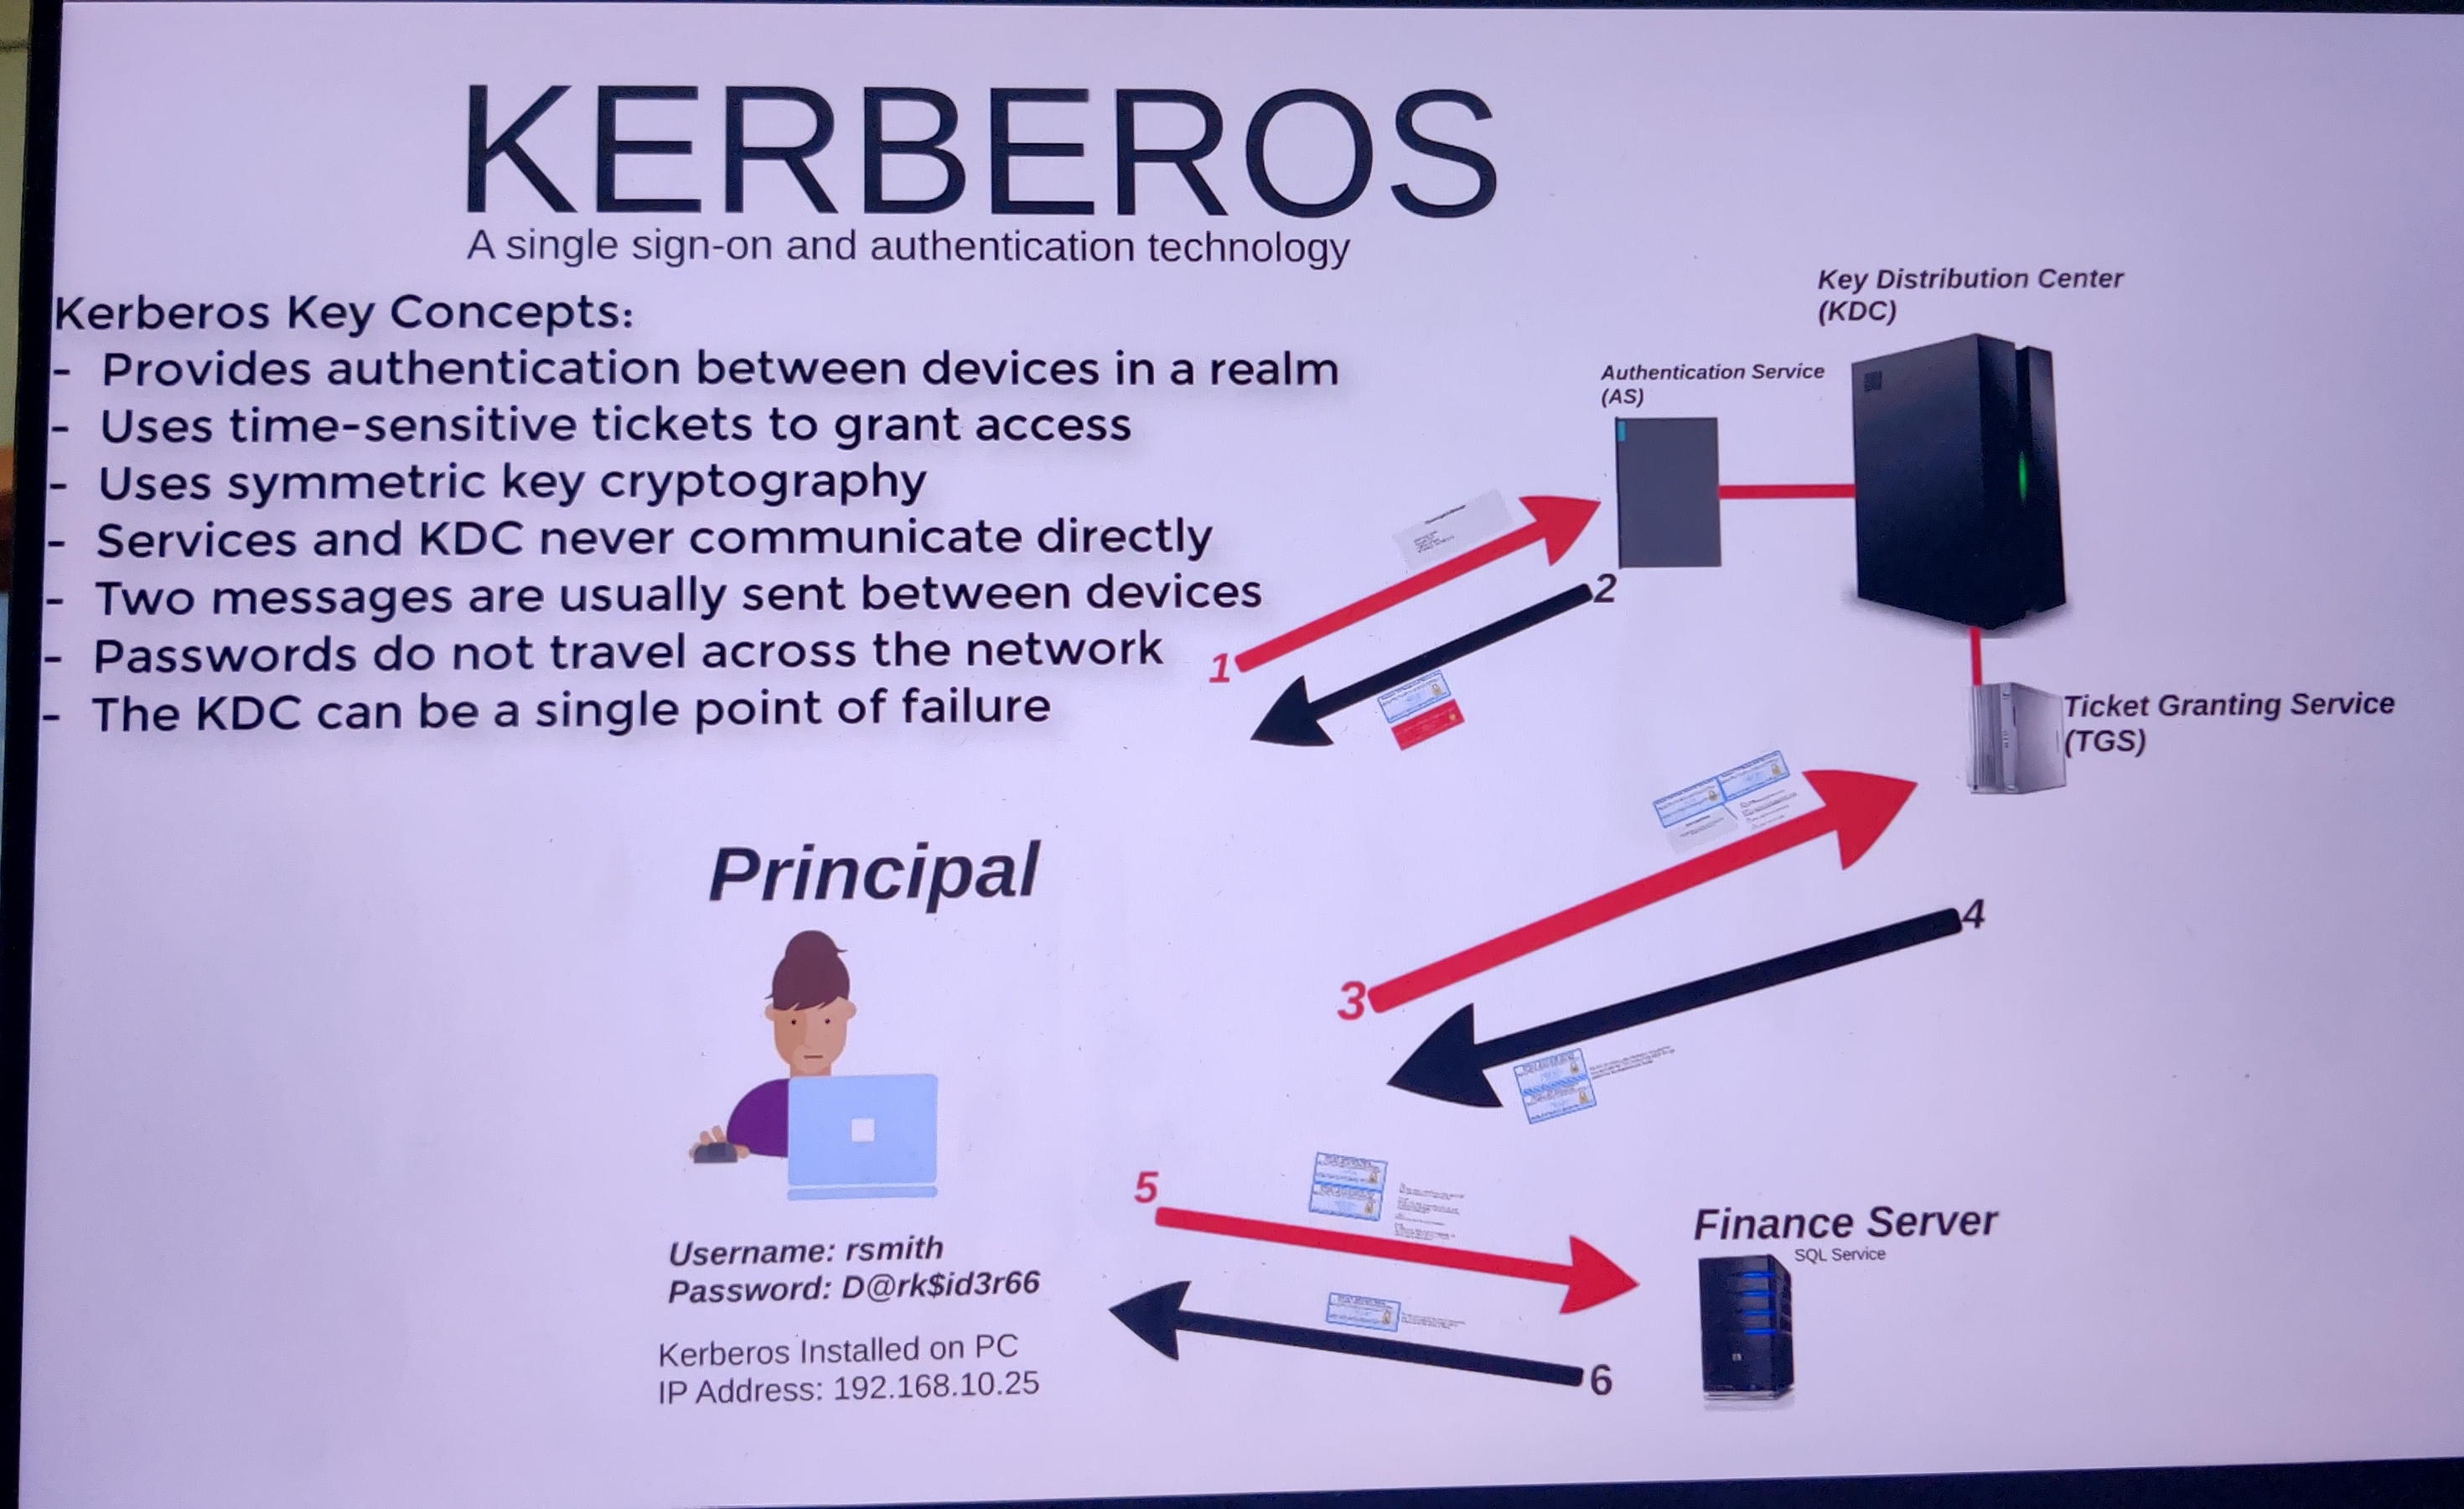 KERBEROS
A single sign-on and authentication technology
Kerberos Key Concepts:
- Provides authentication between devices in a realm
- Uses time-sensitive tickets to grant access
- Uses symmetric key cryptography
- Services and KDC never communicate directly
- Two messages are usually sent between devices
- Passwords do not travel across the network
- The KDC can be a single point of failure
Key Distribution Center
(KDC)
Authentication Service
(AS)
1
2
Ticket Granting Service
(TGS)
3
4
Principal
Username: rsmith
Password: D@rk$id3r66
Kerberos Installed on PC
IP Address: 192.168.10.25
5
6
Finance Server
SQL Service